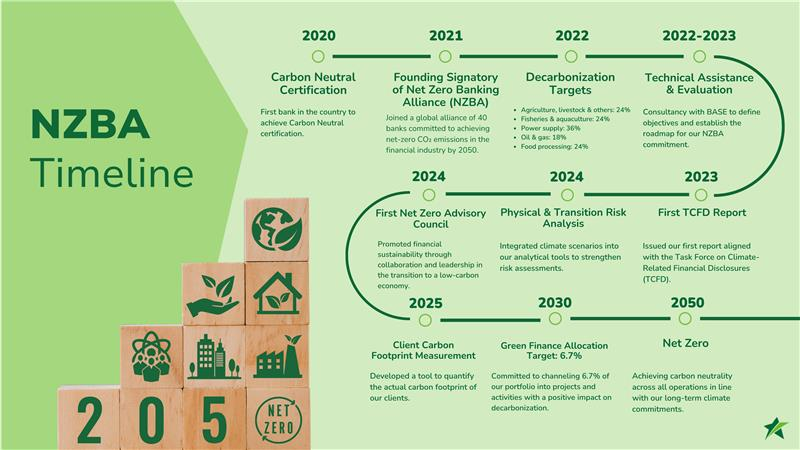 NZBA
Timeline
2020
Carbon Neutral
Certification
First bank in the country to
achieve Carbon Neutral
certification.
2021
Founding Signatory
of Net Zero Banking
Alliance (NZBA)
Joined a global alliance of 40
banks committed to achieving
net-zero CO₂ emissions in the
financial industry by 2050.
2022
Decarbonization
Targets
• Agriculture, livestock & others: 24%
• Fisheries & aquaculture: 24%
• Power supply: 36%
• Oil & gas: 18%
• Food processing: 24%
2022-2023
Technical Assistance
& Evaluation
Consultancy with BASE to define
objectives and establish the
roadmap for our NZBA
commitment.
2023
First TCFD Report
Issued our first report aligned
with the Task Force on Climate-
Related Financial Disclosures
(TCFD).
2024
Physical & Transition Risk
Analysis
Integrated climate scenarios into
our analytical tools to strengthen
risk assessments.
2024
First Net Zero Advisory
Council
Promoted financial
sustainability through
collaboration and leadership in
the transition to a low-carbon
economy.
2025
Client Carbon
Footprint Measurement
Developed a tool to quantify
the actual carbon footprint of
our clients.
2030
Green Finance Allocation
Target: 6.7%
Committed to channeling 6.7% of
our portfolio into projects and
activities with a positive impact on
decarbonization.
2050
Net Zero
Achieving carbon neutrality
across all operations in line
with our long-term climate
commitments.
2 0 5
NET
ZERO